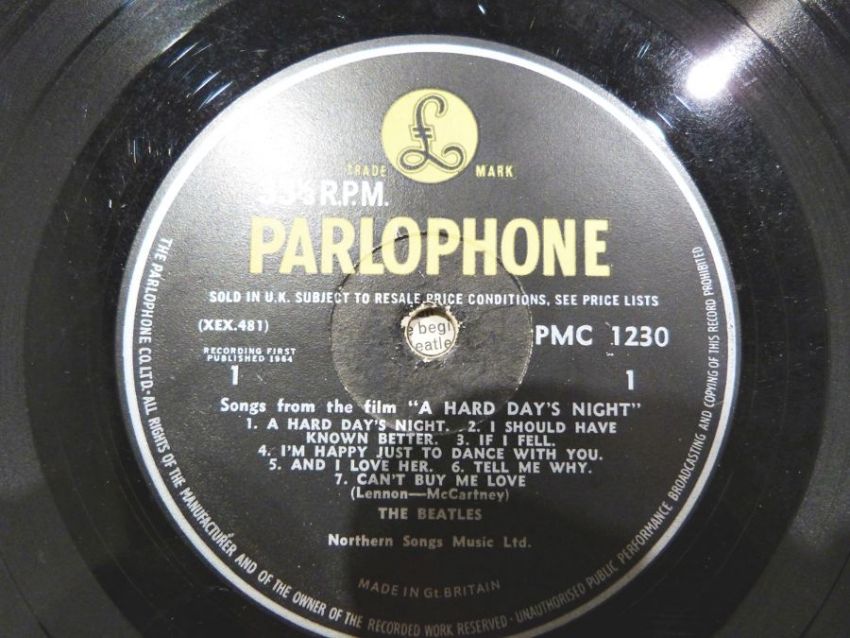 £
TRADE MARK
33⅓ R.P.M.
PARLOPHONE
SOLD IN U.K. SUBJECT TO RESALE PRICE CONDITIONS, SEE PRICE LISTS
(XEX.481)
PMC 1230
RECORDING FIRST
PUBLISHED 1964
1 1
Songs from the film "A HARD DAY'S NIGHT"
1. A HARD DAY'S NIGHT. 2. I SHOULD HAVE
KNOWN BETTER. 3. IF I FELL.
4. I'M HAPPY JUST TO DANCE WITH YOU.
5. AND I LOVE HER. 6. TELL ME WHY.
7. CAN'T BUY ME LOVE
(Lennon—McCartney)
THE BEATLES
Northern Songs Music Ltd.
MADE IN Gt. BRITAIN
THE PARLOPHONE CO. LTD. · ALL RIGHTS OF THE MANUFACTURER AND OF THE OWNER OF THE RECORDED WORK RESERVED · UNAUTHORISED PUBLIC PERFORMANCE BROADCASTING AND COPYING OF THIS RECORD PROHIBITED